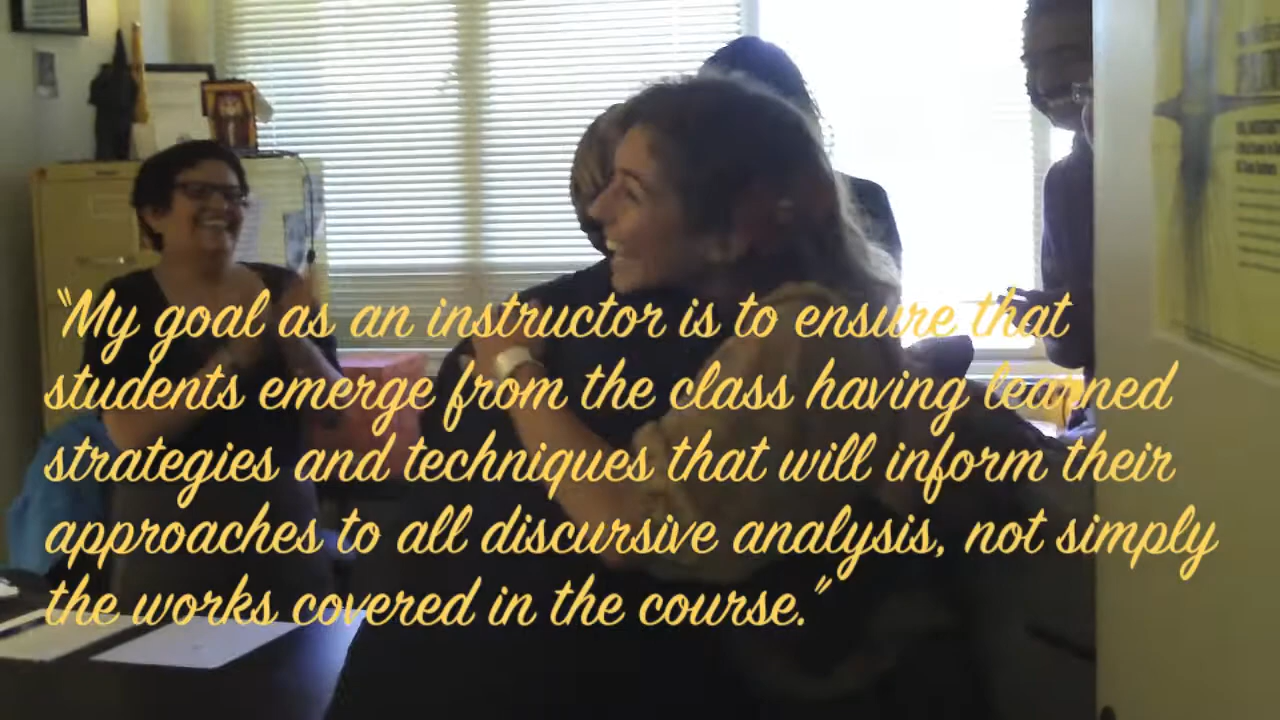 "My goal as an instructor is to ensure that
students emerge from the class having learned
strategies and techniques that will inform their
approaches to all discursive analysis, not simply
the works covered in the course."